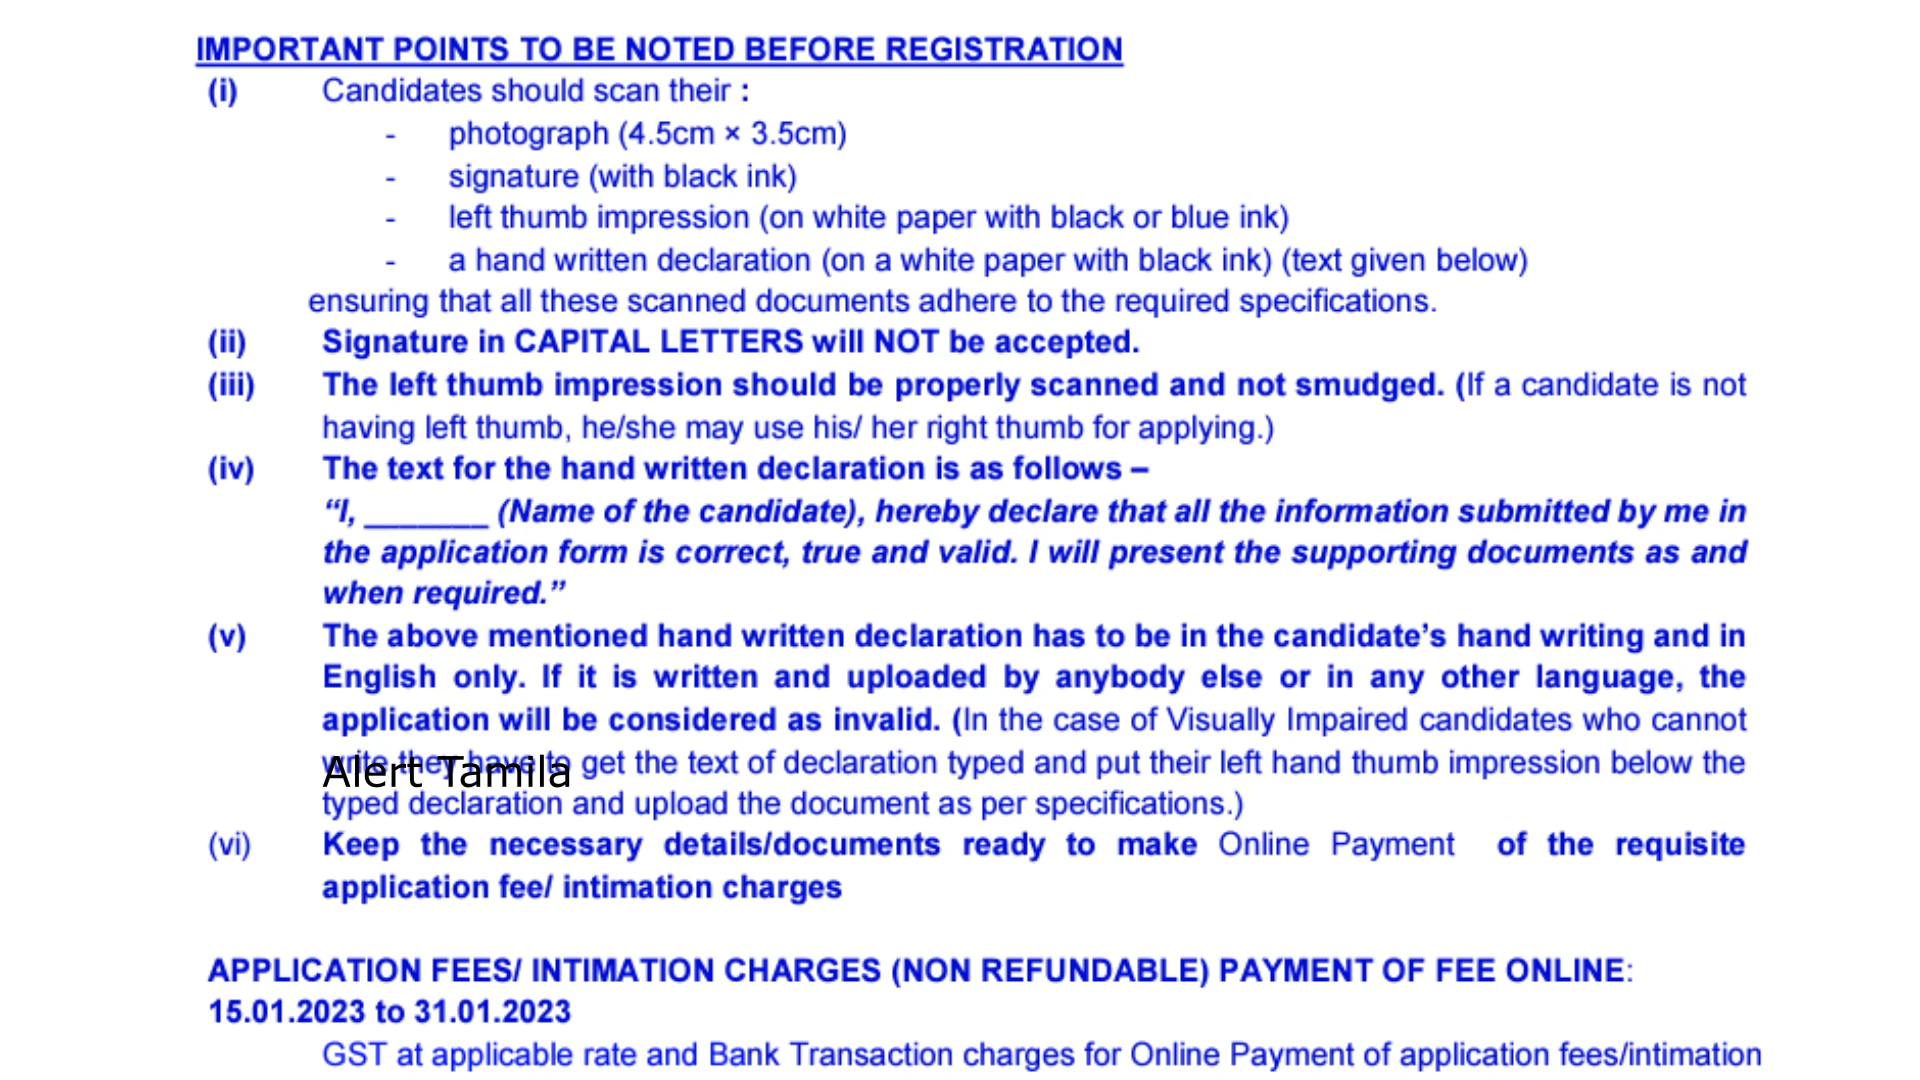 IMPORTANT POINTS TO BE NOTED BEFORE REGISTRATION
(i) Candidates should scan their :
- photograph (4.5cm × 3.5cm)
- signature (with black ink)
- left thumb impression (on white paper with black or blue ink)
- a hand written declaration (on a white paper with black ink) (text given below)
ensuring that all these scanned documents adhere to the required specifications.
(ii) Signature in CAPITAL LETTERS will NOT be accepted.
(iii) The left thumb impression should be properly scanned and not smudged. (If a candidate is not
having left thumb, he/she may use his/ her right thumb for applying.)
(iv) The text for the hand written declaration is as follows –
“I, _______ (Name of the candidate), hereby declare that all the information submitted by me in
the application form is correct, true and valid. I will present the supporting documents as and
when required.”
(v) The above mentioned hand written declaration has to be in the candidate’s hand writing and in
English only. If it is written and uploaded by anybody else or in any other language, the
application will be considered as invalid. (In the case of Visually Impaired candidates who cannot
write they have to get the text of declaration typed and put their left hand thumb impression below the
Alert Tamila
typed declaration and upload the document as per specifications.)
(vi) Keep the necessary details/documents ready to make Online Payment of the requisite
application fee/ intimation charges
APPLICATION FEES/ INTIMATION CHARGES (NON REFUNDABLE) PAYMENT OF FEE ONLINE:
15.01.2023 to 31.01.2023
GST at applicable rate and Bank Transaction charges for Online Payment of application fees/intimation